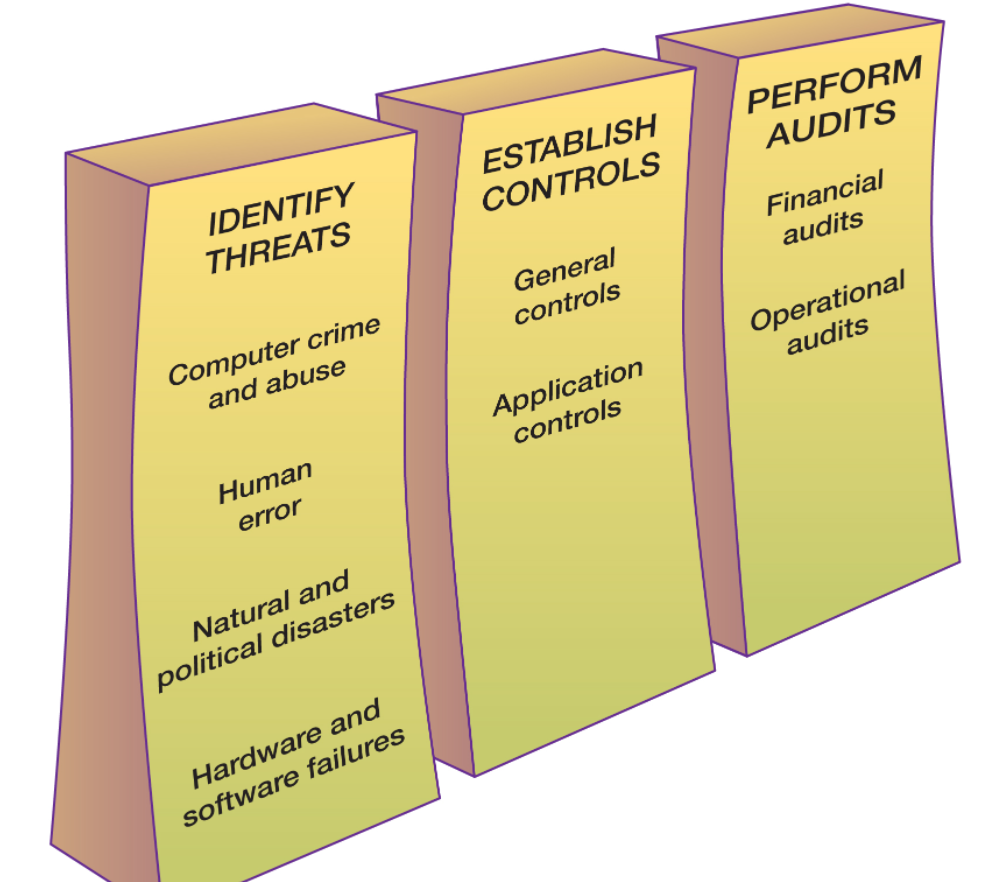 IDENTIFY
THREATS
Computer crime
and abuse
Human
error
Natural and
political disasters
Hardware and
software failures
ESTABLISH
CONTROLS
General
controls
Application
controls
PERFORM
AUDITS
Financial
audits
Operational
audits